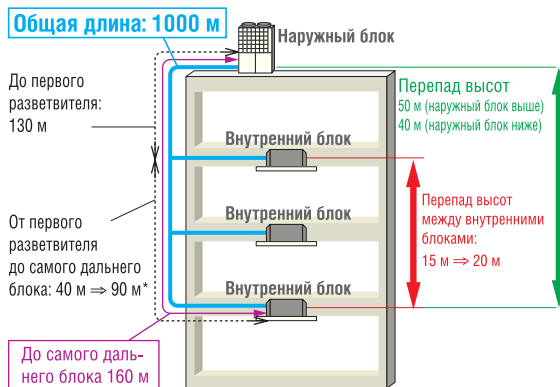 Общая длина: 1000 м
Наружный блок
До первого
разветвителя:
130 м
Перепад высот
50 м (наружный блок выше)
40 м (наружный блок ниже)
Внутренний блок
Перепад высот
между внутренними
блоками:
15 м ⇒ 20 м
От первого
разветвителя
до самого дальнего
блока: 40 м ⇒ 90 м*
Внутренний блок
Внутренний блок
До самого даль-
него блока 160 м